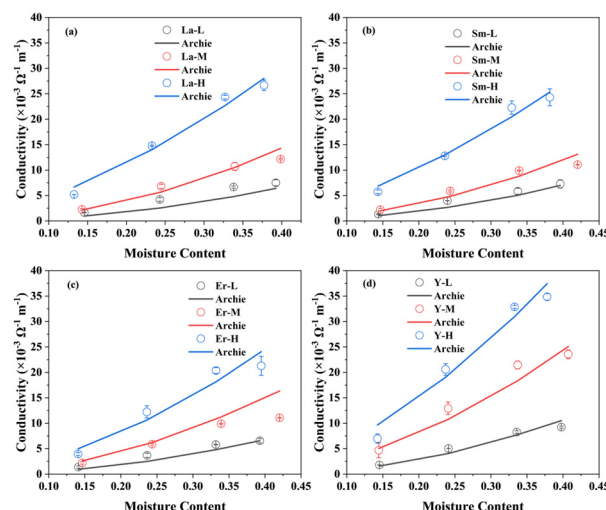 (a)
La-L
Archie
La-M
Archie
La-H
Archie
Conductivity (×10⁻³ Ω⁻¹ m⁻¹)
40
35
30
25
20
15
10
5
0
0.10 0.15 0.20 0.25 0.30 0.35 0.40
Moisture Content
(b)
Sm-L
Archie
Sm-M
Archie
Sm-H
Archie
Conductivity (×10⁻³ Ω⁻¹ m⁻¹)
40
35
30
25
20
15
10
5
0
0.10 0.15 0.20 0.25 0.30 0.35 0.40
Moisture Content
(c)
Er-L
Archie
Er-M
Archie
Er-H
Archie
Conductivity (×10⁻³ Ω⁻¹ m⁻¹)
40
35
30
25
20
15
10
5
0
0.10 0.15 0.20 0.25 0.30 0.35 0.40
Moisture Content
(d)
Y-L
Archie
Y-M
Archie
Y-H
Archie
Conductivity (×10⁻³ Ω⁻¹ m⁻¹)
40
35
30
25
20
15
10
5
0
0.10 0.15 0.20 0.25 0.30 0.35 0.40
Moisture Content